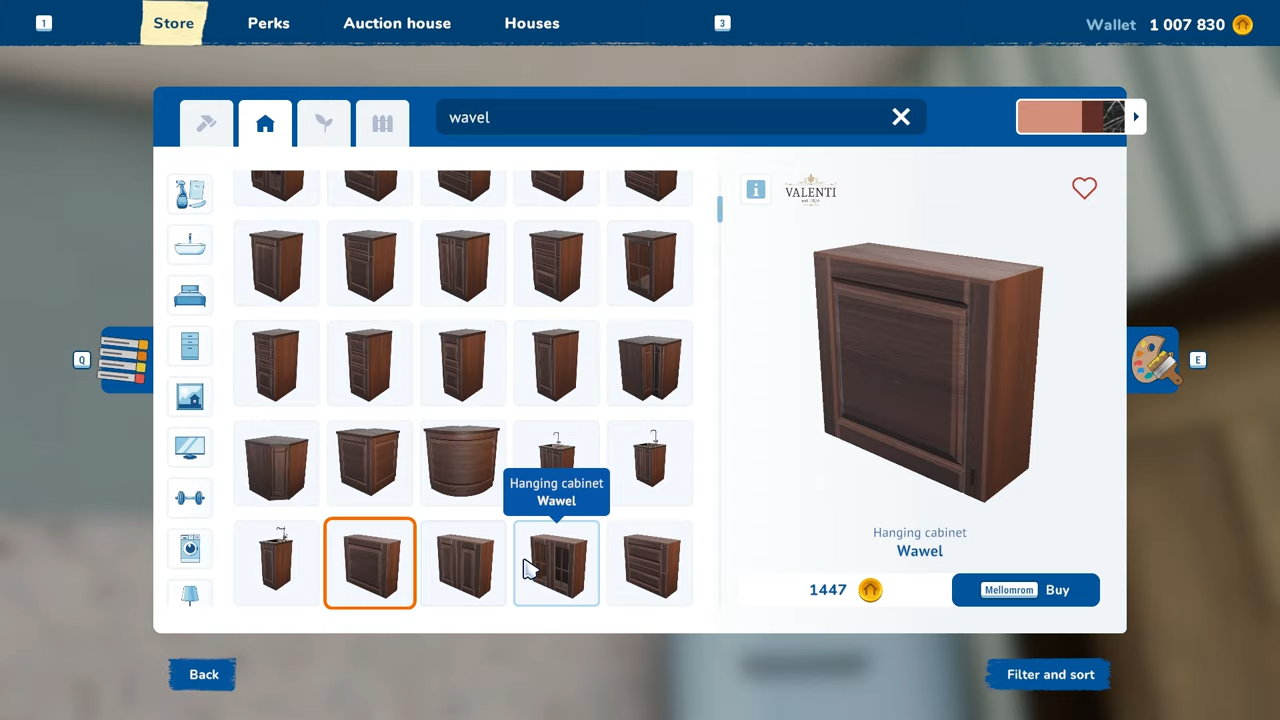 1
Store
Perks
Auction house
Houses
3
Wallet 1 007 830
wavel
VALENTI
Q
E
Hanging cabinet
Wawel
Hanging cabinet
Wawel
1447
Mellomrom Buy
Back
Filter and sort